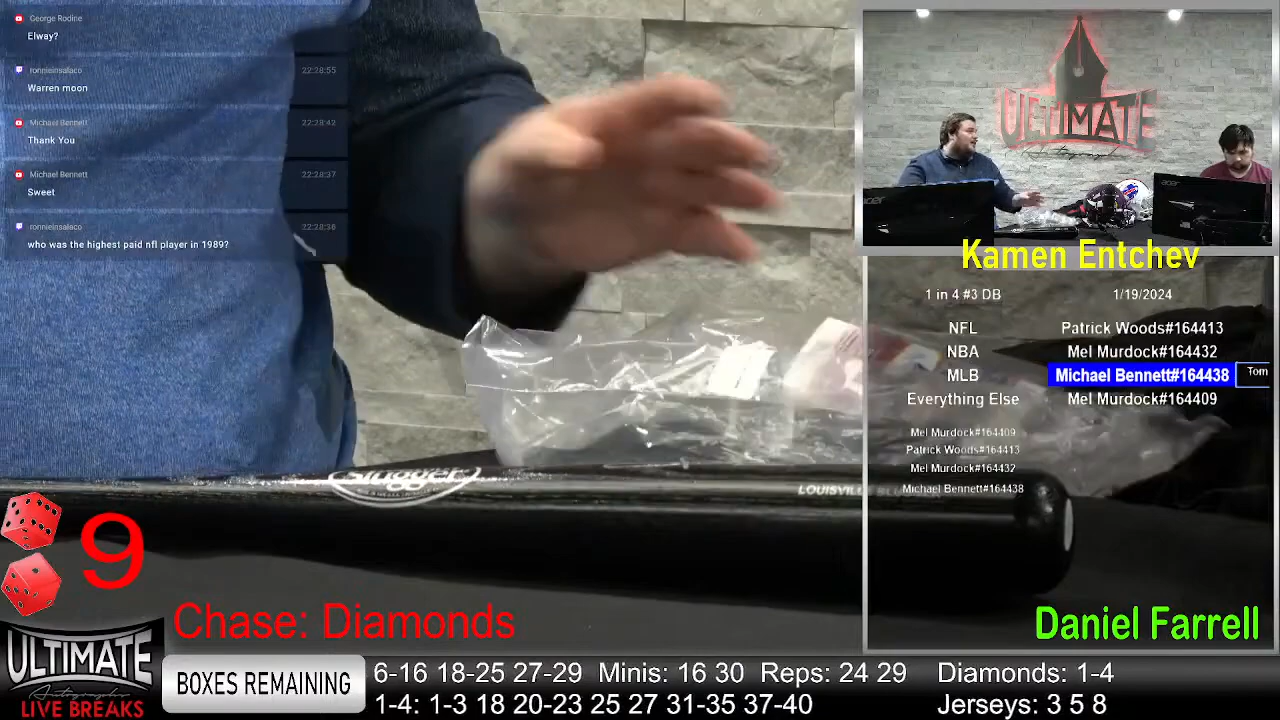 George Rodine
Elway?
ronnieinsalaco 22:28:55
Warren moon
Michael Bennett 22:28:42
Thank You
Michael Bennett 22:28:37
Sweet
ronnieinsalaco 22:28:36
who was the highest paid nfl player in 1989?
ULTIMATE
acer
acer
Kamen Entchev
1 in 4 #3 DB 1/19/2024
NFL Patrick Woods#164413
NBA Mel Murdock#164432
MLB Michael Bennett#164438 Tom
Everything Else Mel Murdock#164409
Mel Murdock#164409
Patrick Woods#164413
Mel Murdock#164432
Michael Bennett#164438
Slugger
LOUISVILLE
9
Chase: Diamonds
Daniel Farrell
ULTIMATE
Autographs
LIVE BREAKS
BOXES REMAINING
6-16 18-25 27-29 Minis: 16 30 Reps: 24 29 Diamonds: 1-4
1-4: 1-3 18 20-23 25 27 31-35 37-40 Jerseys: 3 5 8